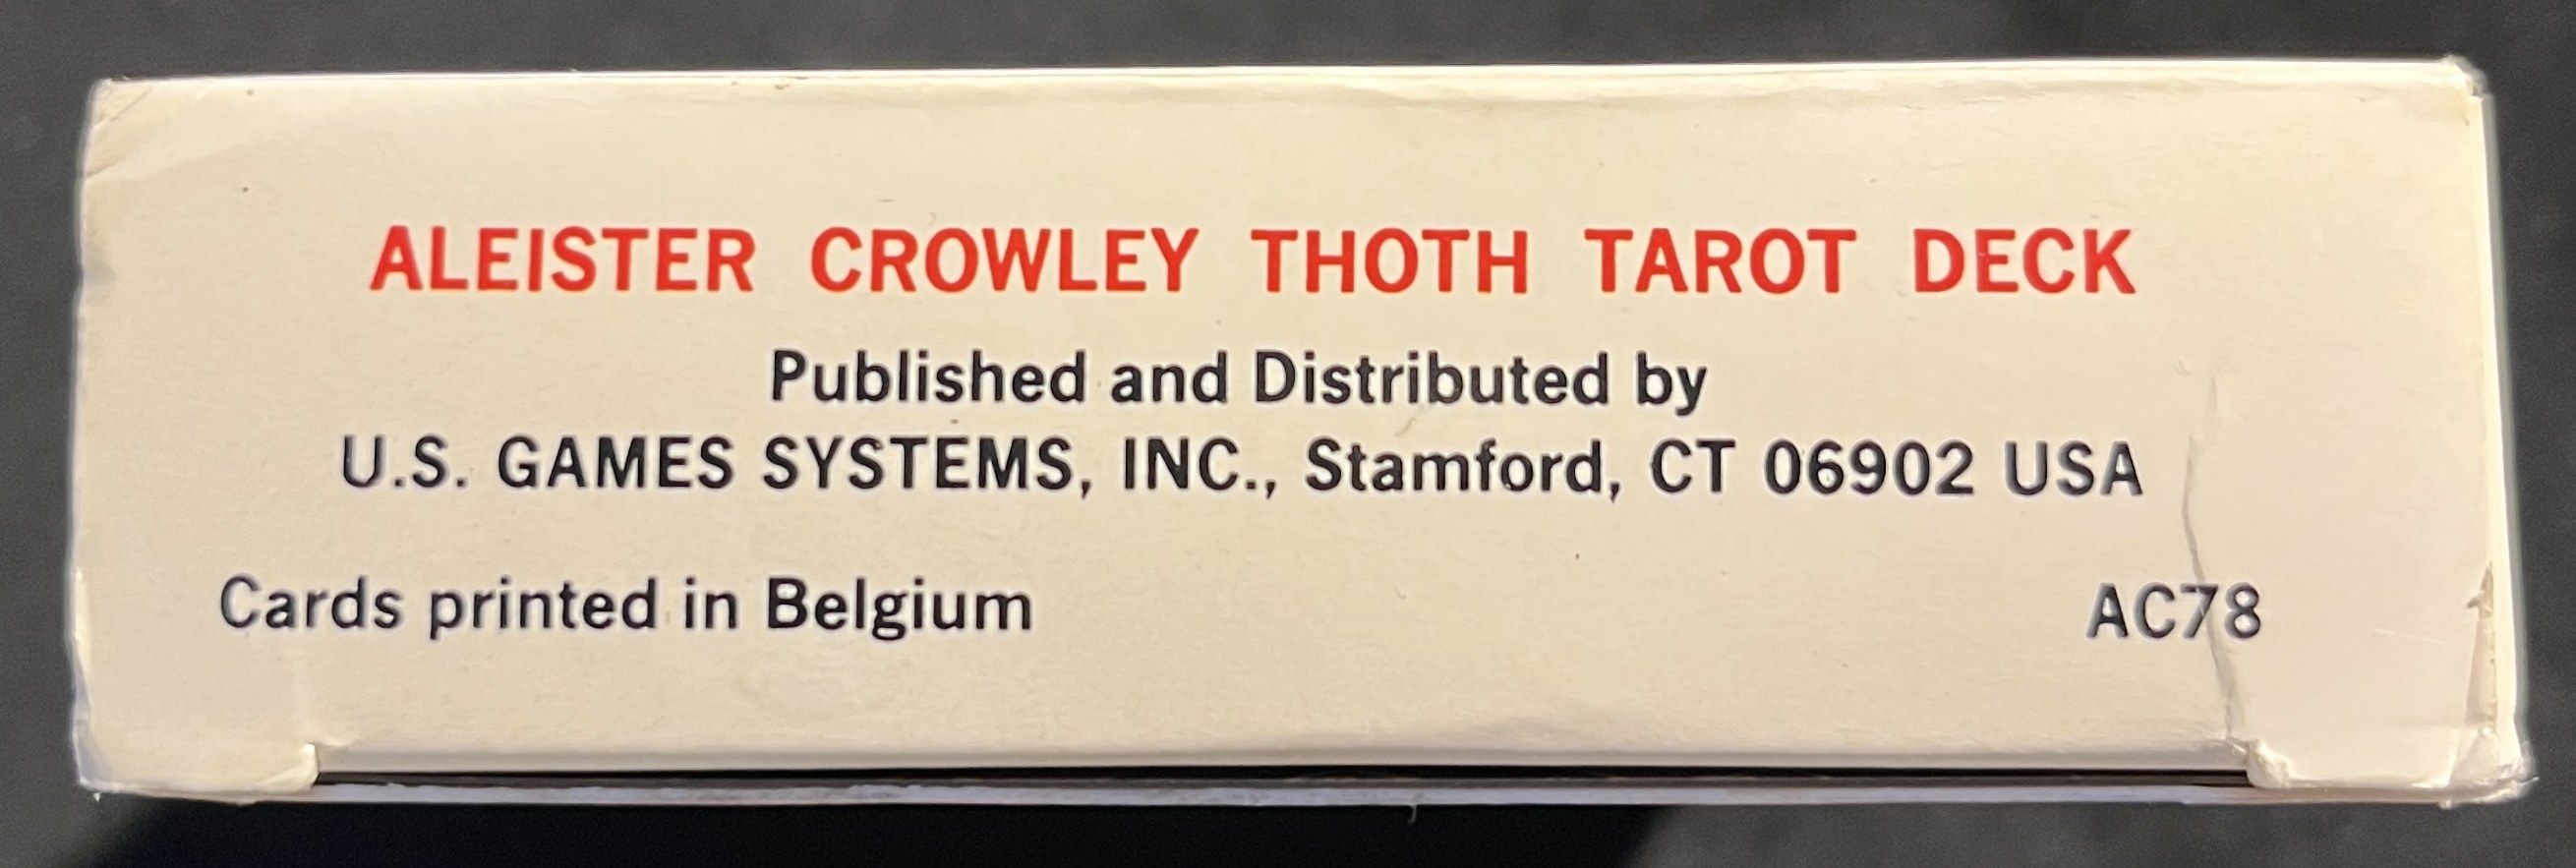 ALEISTER CROWLEY THOTH TAROT DECK
Published and Distributed by
U.S. GAMES SYSTEMS, INC., Stamford, CT 06902 USA
Cards printed in Belgium AC78